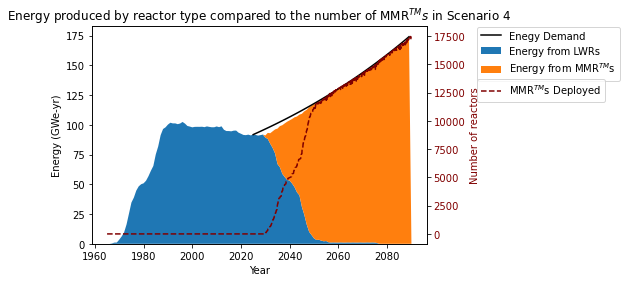 Energy produced by reactor type compared to the number of MMR™s in Scenario 4
175
150
125
100
75
50
25
0
Energy (GWe-yr)
1960
1980
2000
2020
2040
2060
2080
Year
17500
15000
12500
10000
7500
5000
2500
0
Number of reactors
Enegy Demand
Energy from LWRs
Energy from MMR™s
MMR™s Deployed